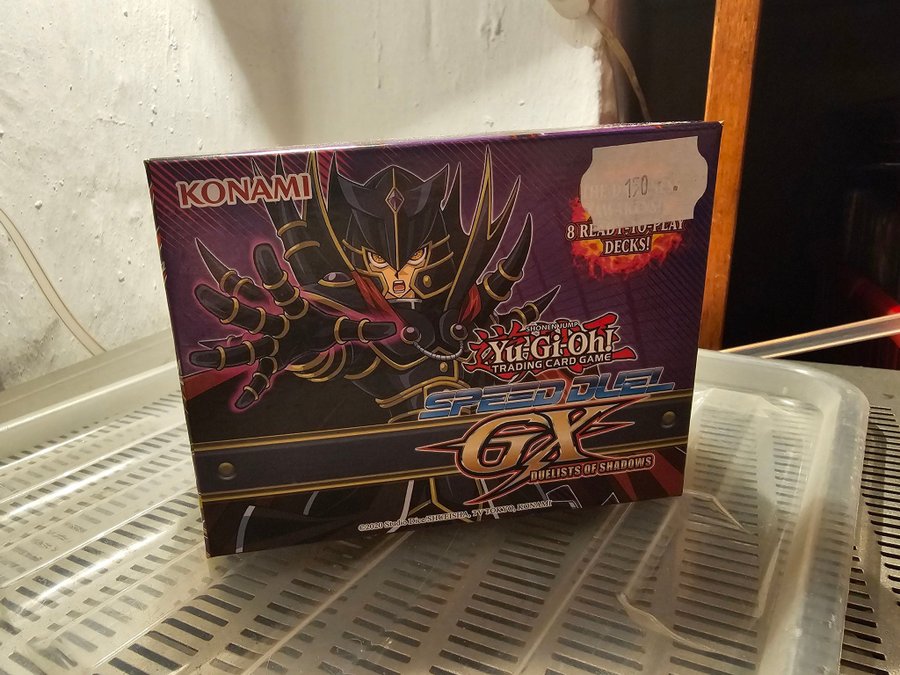 KONAMI
190
8 READY-TO-PLAY
DECKS!
SHONEN JUMP
Yu-Gi-Oh!
TRADING CARD GAME
SPEED DUEL
GX
DUELISTS OF SHADOWS
©2020 Studio Dice/SHUEISHA, TV TOKYO, KONAMI